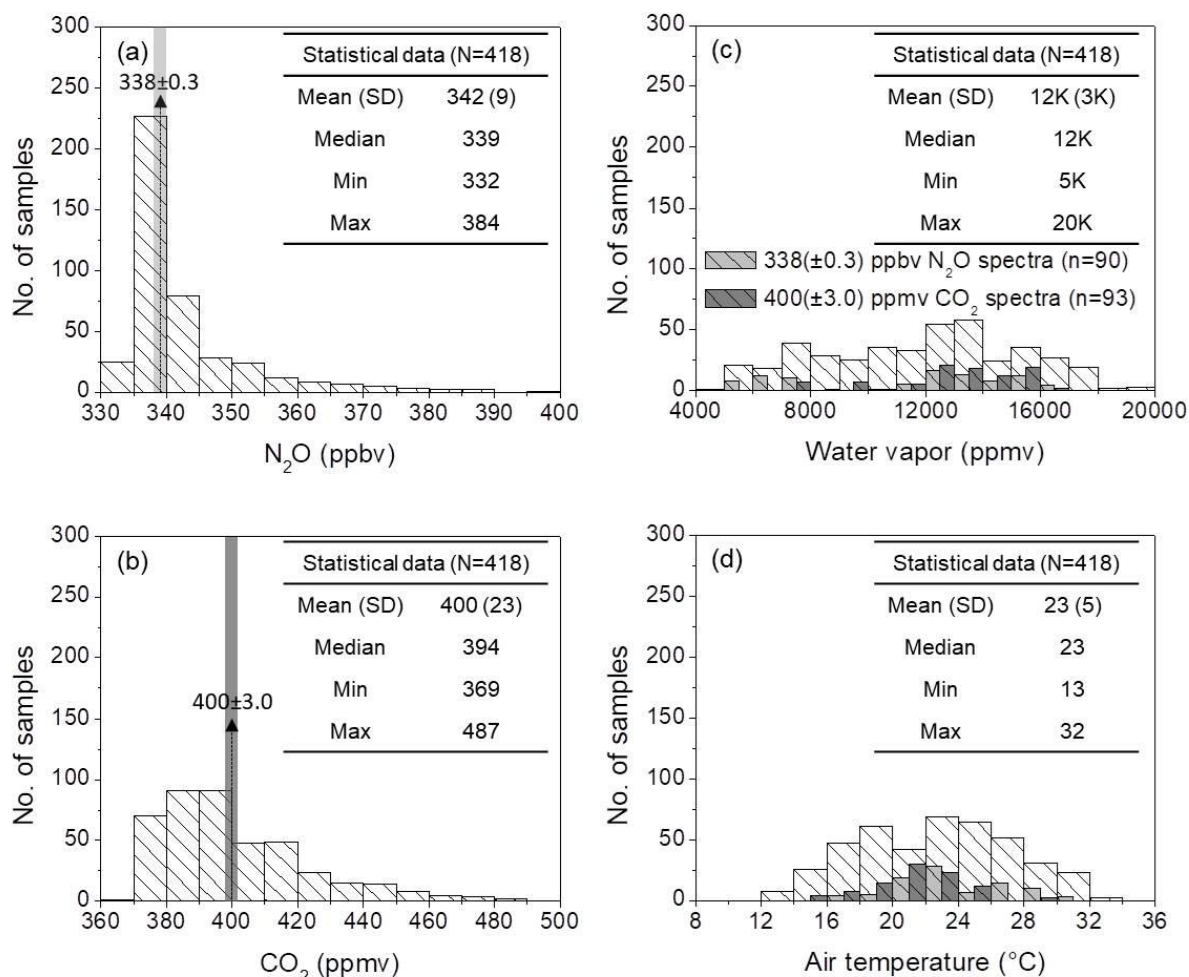 (a)
Statistical data (N=418)
Mean (SD) 342 (9)
Median 339
Min 332
Max 384
338±0.3
300
250
200
150
100
50
0
No. of samples
330 340 350 360 370 380 390 400
N₂O (ppbv)
(c)
Statistical data (N=418)
Mean (SD) 12K (3K)
Median 12K
Min 5K
Max 20K
338(±0.3) ppbv N₂O spectra (n=90)
400(±3.0) ppmv CO₂ spectra (n=93)
300
250
200
150
100
50
0
No. of samples
4000 8000 12000 16000 20000
Water vapor (ppmv)
(b)
Statistical data (N=418)
Mean (SD) 400 (23)
Median 394
Min 369
Max 487
400±3.0
300
250
200
150
100
50
0
No. of samples
360 380 400 420 440 460 480 500
CO₂ (ppmv)
(d)
Statistical data (N=418)
Mean (SD) 23 (5)
Median 23
Min 13
Max 32
300
250
200
150
100
50
0
No. of samples
8 12 16 20 24 28 32 36
Air temperature (°C)